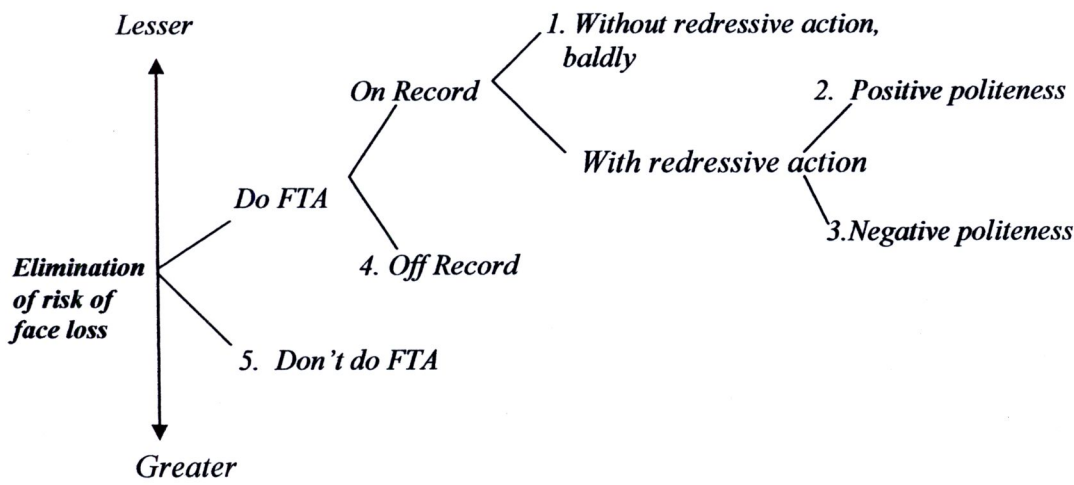 Lesser
1. Without redressive action,
baldly
On Record
2. Positive politeness
With redressive action
Do FTA
3.Negative politeness
4. Off Record
Elimination
of risk of
face loss
5. Don't do FTA
Greater